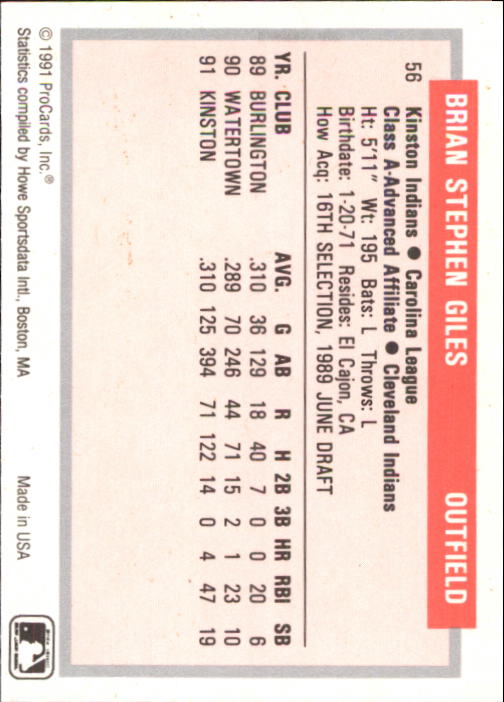 BRIAN STEPHEN GILES OUTFIELD
56 Kinston Indians ● Carolina League
Class A-Advanced Affiliate ● Cleveland Indians
Ht: 5'11" Wt: 195 Bats: L Throws: L
Birthdate: 1-20-71 Resides: El Cajon, CA
How Acq: 16TH SELECTION, 1989 JUNE DRAFT
YR. CLUB AVG. G AB R H 2B 3B HR RBI SB
89 BURLINGTON .310 36 129 18 40 7 0 0 20 6
90 WATERTOWN .289 70 246 44 71 15 2 1 23 10
91 KINSTON .310 125 394 71 122 14 0 4 47 19
© 1991 ProCards, Inc.®
Statistics compiled by Howe Sportsdata Intl., Boston, MA Made in USA